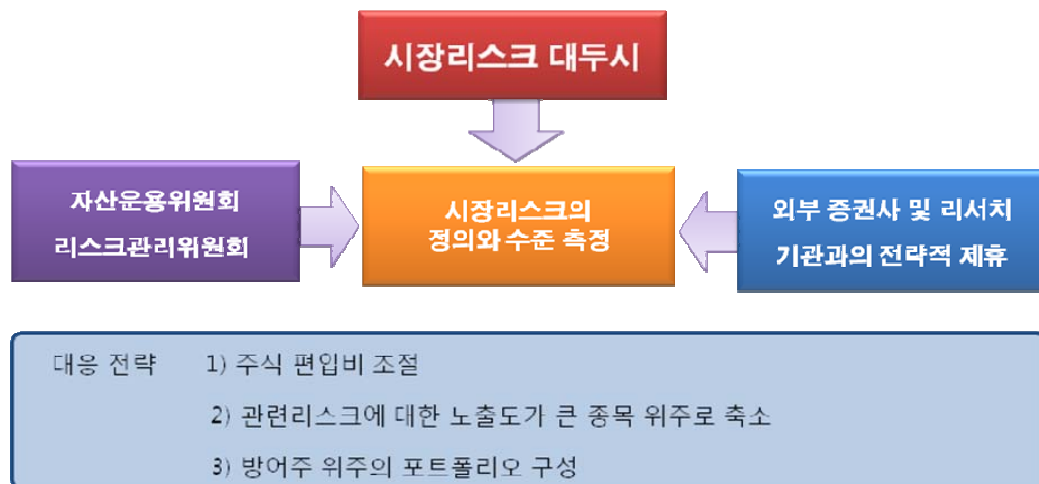 시장리스크 대두시
자산운용위원회
리스크관리위원회
시장리스크의
정의와 수준 측정
외부 증권사 및 리서치
기관과의 전략적 제휴
대응 전략 1) 주식 편입비 조절
2) 관련리스크에 대한 노출도가 큰 종목 위주로 축소
3) 방어주 위주의 포트폴리오 구성